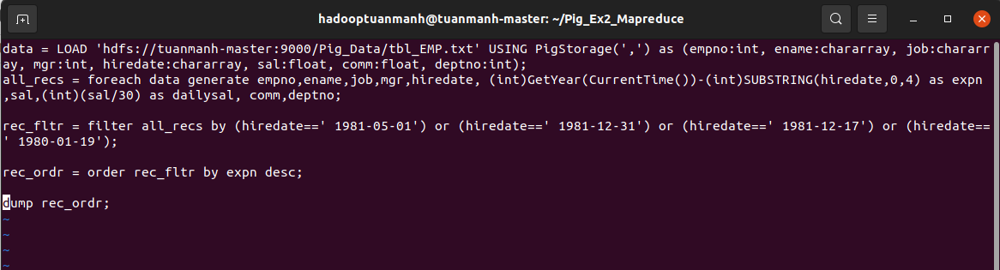 hadooptuanmanh@tuanmanh-master: ~/Pig_Ex2_Mapreduce
data = LOAD 'hdfs://tuanmanh-master:9000/Pig_Data/tbl_EMP.txt' USING PigStorage(',') as (empno:int, ename:chararray, job:chararr
ay, mgr:int, hiredate:chararray, sal:float, comm:float, deptno:int);
all_recs = foreach data generate empno,ename,job,mgr,hiredate, (int)GetYear(CurrentTime())-(int)SUBSTRING(hiredate,0,4) as expn
,sal,(int)(sal/30) as dailysal, comm,deptno;
rec_fltr = filter all_recs by (hiredate==' 1981-05-01') or (hiredate==' 1981-12-31') or (hiredate==' 1981-12-17') or (hiredate==
' 1980-01-19');
rec_ordr = order rec_fltr by expn desc;
dump rec_ordr;
~
~
~
~